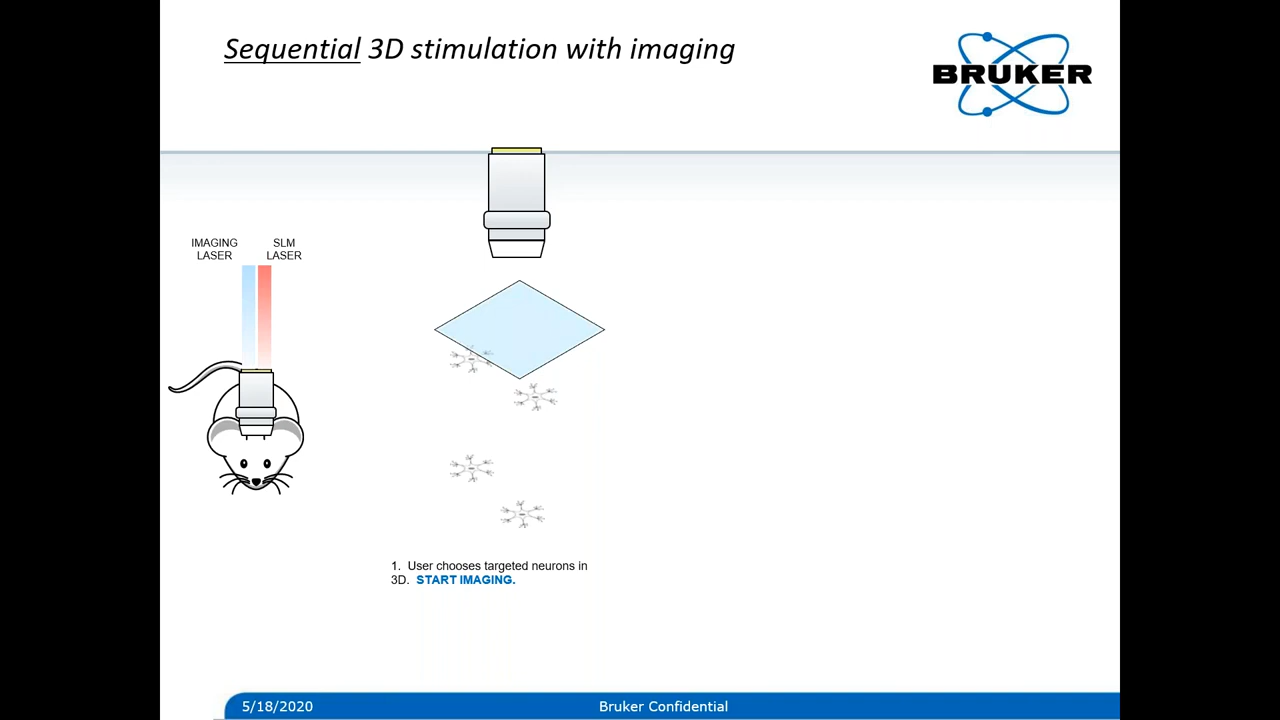 Sequential 3D stimulation with imaging
BRUKER
IMAGING
LASER
SLM
LASER
1. User chooses targeted neurons in
3D. START IMAGING.
5/18/2020
Bruker Confidential